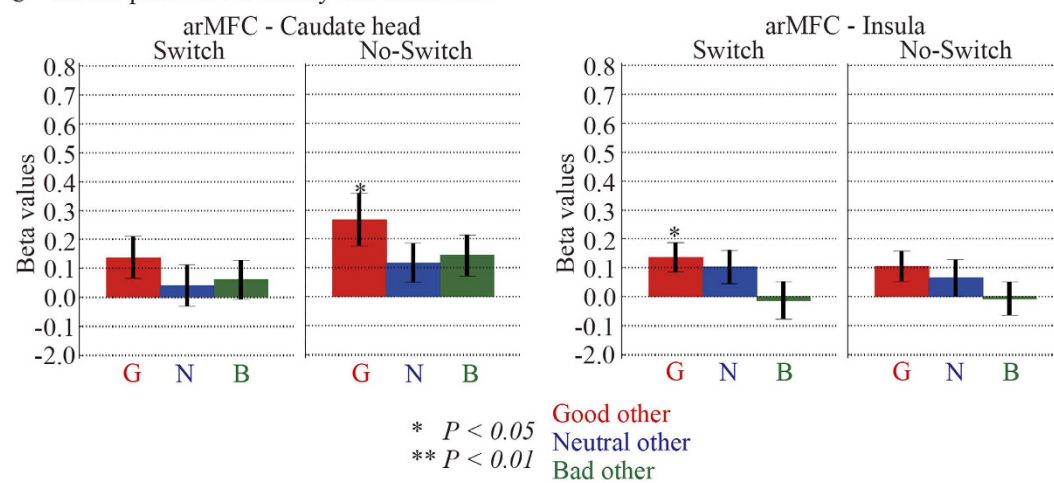 arMFC - Caudate head
Switch
No-Switch
0.8
0.7
0.6
0.5
0.4
0.3
0.2
0.1
0.0
-0.1
-2.0
Beta values
*
G N B
G N B
arMFC - Insula
Switch
No-Switch
0.8
0.7
0.6
0.5
0.4
0.3
0.2
0.1
0.0
-0.1
-2.0
Beta values
*
G N B
G N B
* P < 0.05
** P < 0.01
Good other
Neutral other
Bad other